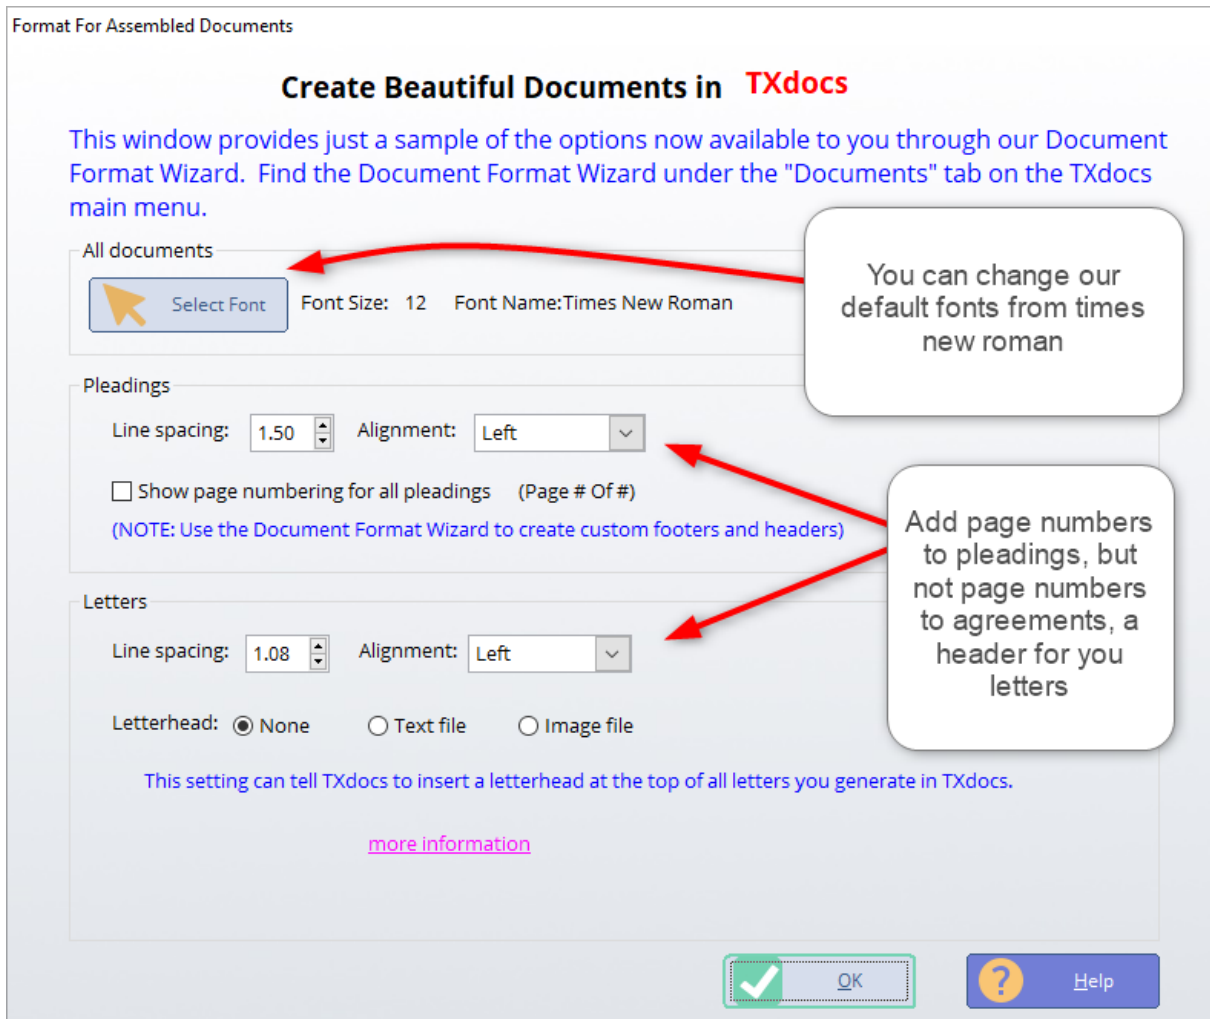 Format For Assembled Documents
Create Beautiful Documents in TXdocs
This window provides just a sample of the options now available to you through our Document
Format Wizard.  Find the Document Format Wizard under the "Documents" tab on the TXdocs
main menu.
All documents
Select Font Font Size: 12 Font Name:Times New Roman
You can change our
default fonts from times
new roman
Pleadings
Line spacing: 1.50 Alignment: Left
Show page numbering for all pleadings (Page # Of #)
(NOTE: Use the Document Format Wizard to create custom footers and headers)
Add page numbers
to pleadings, but
not page numbers
to agreements, a
header for you
letters
Letters
Line spacing: 1.08 Alignment: Left
Letterhead: None Text file Image file
This setting can tell TXdocs to insert a letterhead at the top of all letters you generate in TXdocs.
more information
OK Help